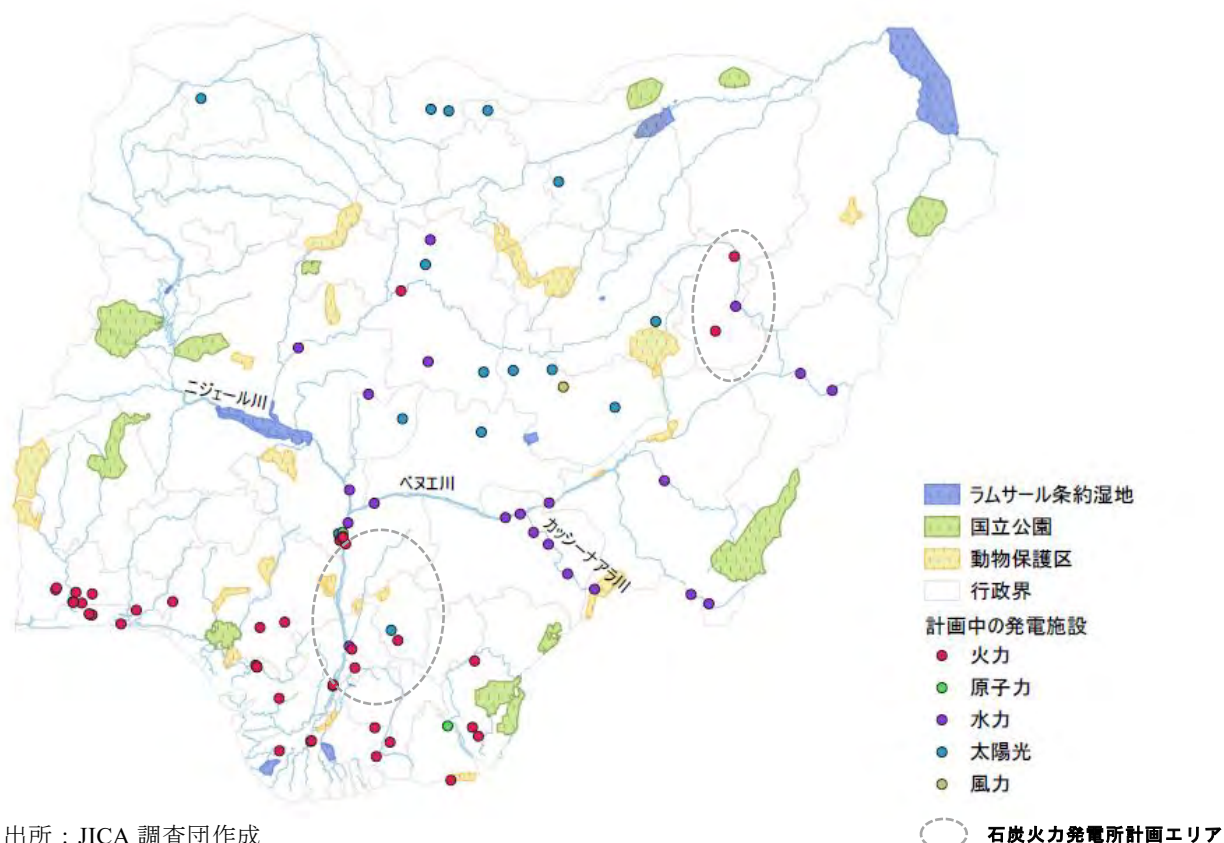 ニジェール川
ベヌエ川
カッシーナアラ川
ラムサール条約湿地
国立公園
動物保護区
行政界
計画中の発電施設
火力
原子力
水力
太陽光
風力
石炭火力発電所計画エリア
出所：JICA 調査団作成